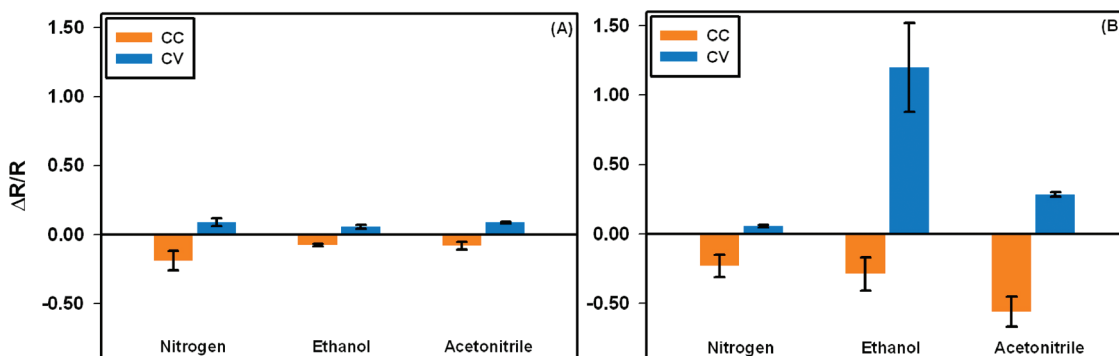 1.50
1.00
0.50
0.00
-0.50
ΔR/R
CC
CV
(A)
Nitrogen
Ethanol
Acetonitrile
1.50
1.00
0.50
0.00
-0.50
CC
CV
(B
Nitrogen
Ethanol
Acetonitrile